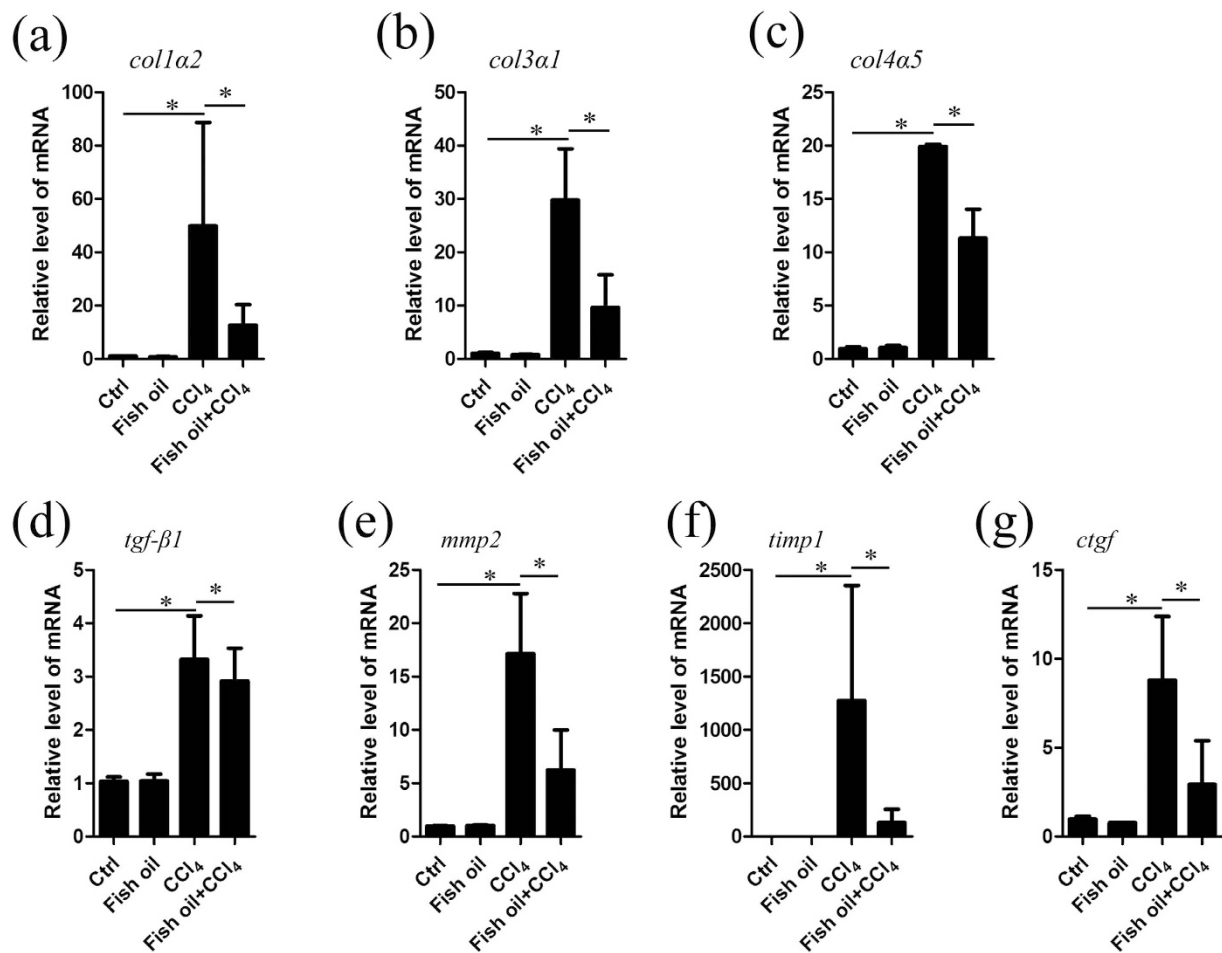 (a)
col1α2
Relative level of mRNA
100
80
60
40
20
0
*
*
Ctrl
Fish oil
CCl₄
Fish oil+CCl₄
(b)
col3α1
Relative level of mRNA
50
40
30
20
10
0
*
*
Ctrl
Fish oil
CCl₄
Fish oil+CCl₄
(c)
col4α5
Relative level of mRNA
25
20
15
10
5
0
*
*
Ctrl
Fish oil
CCl₄
Fish oil+CCl₄
(d)
tgf-β1
Relative level of mRNA
5
4
3
2
1
0
*
*
Ctrl
Fish oil
CCl₄
Fish oil+CCl₄
(e)
mmp2
Relative level of mRNA
25
20
15
10
5
0
*
*
Ctrl
Fish oil
CCl₄
Fish oil+CCl₄
(f)
timp1
Relative level of mRNA
2500
2000
1500
1000
500
0
*
*
Ctrl
Fish oil
CCl₄
Fish oil+CCl₄
(g)
ctgf
Relative level of mRNA
15
10
5
0
*
*
Ctrl
Fish oil
CCl₄
Fish oil+CCl₄